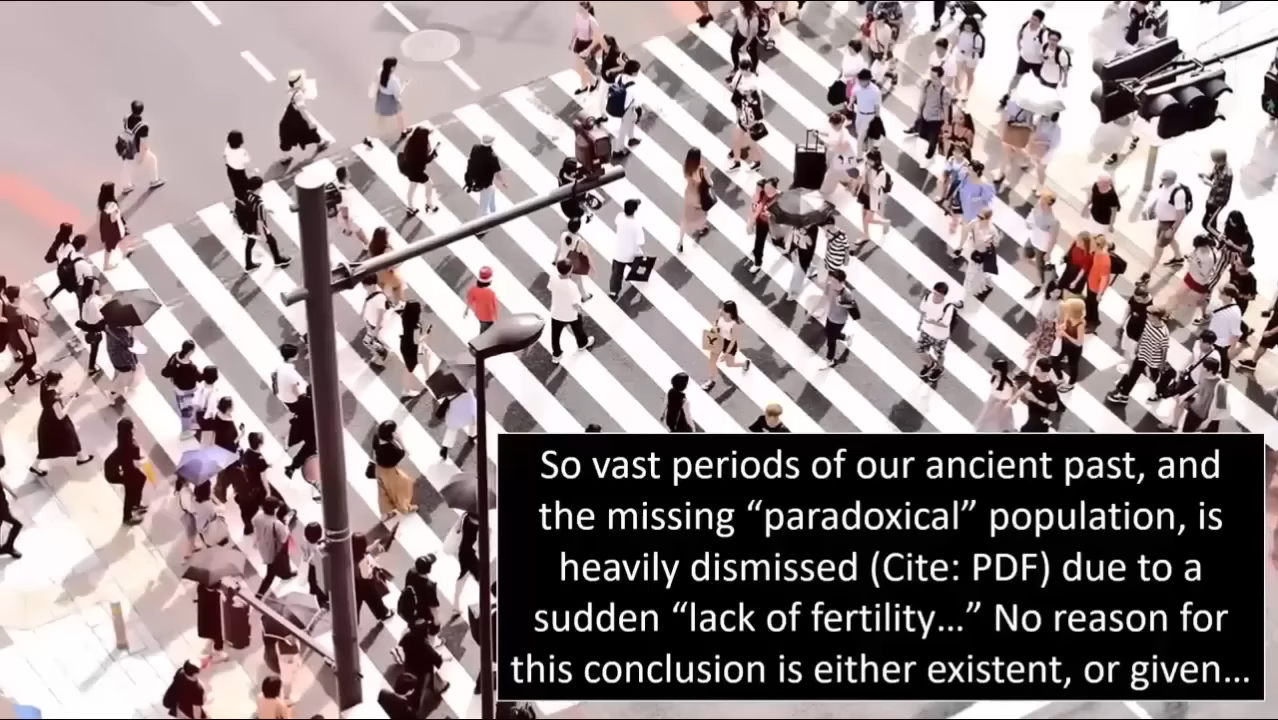 So vast periods of our ancient past, and
the missing “paradoxical” population, is
heavily dismissed (Cite: PDF) due to a
sudden “lack of fertility...” No reason for
this conclusion is either existent, or given...